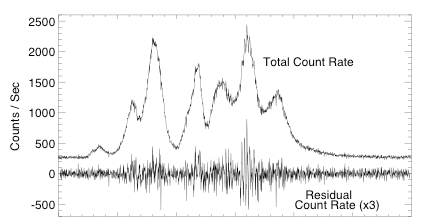 2500
2000
1500
1000
500
0
-500
Counts / Sec
Total Count Rate
Residual
Count Rate (x3)